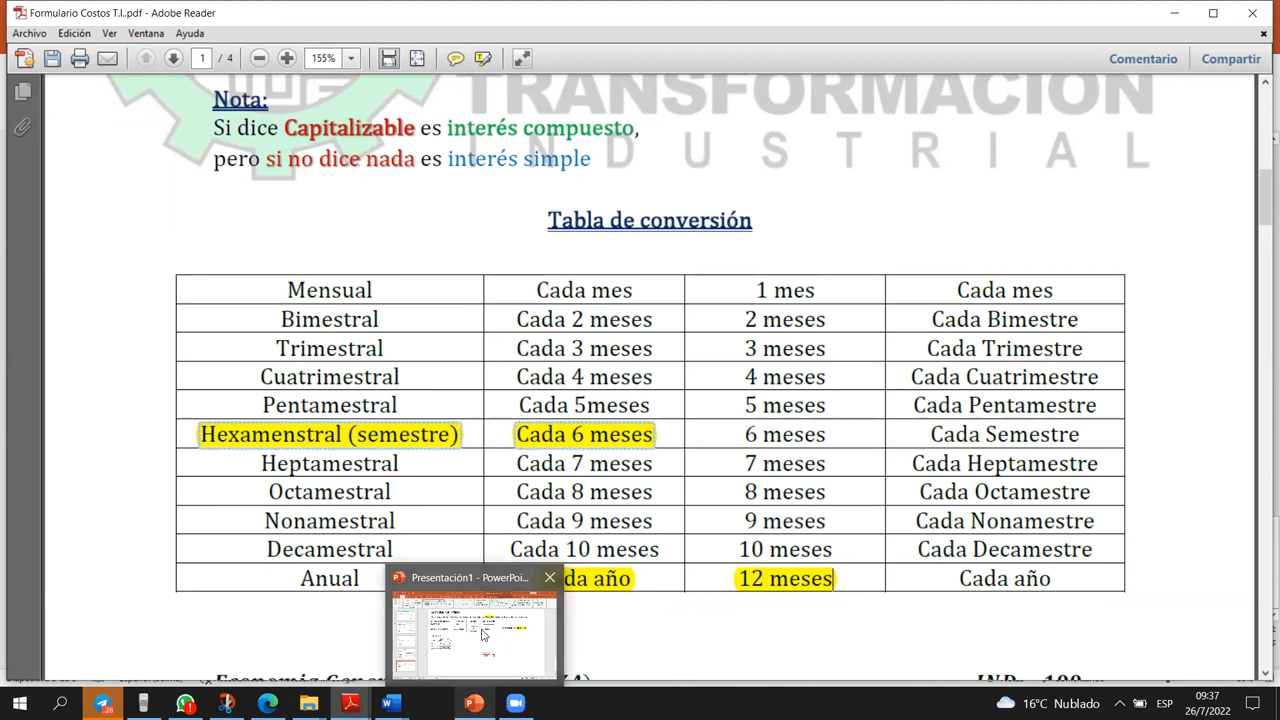 Formulario Costos T.I..pdf - Adobe Reader
Archivo Edición Ver Ventana Ayuda
1 / 4 155% Comentario Compartir
TRANSFORMACION
INDUSTRIAL
Nota:
Si dice Capitalizable es interés compuesto,
pero si no dice nada es interés simple
Tabla de conversión
Mensual Cada mes 1 mes Cada mes
Bimestral Cada 2 meses 2 meses Cada Bimestre
Trimestral Cada 3 meses 3 meses Cada Trimestre
Cuatrimestral Cada 4 meses 4 meses Cada Cuatrimestre
Pentamestral Cada 5meses 5 meses Cada Pentamestre
Hexamenstral (semestre) Cada 6 meses 6 meses Cada Semestre
Heptamestral Cada 7 meses 7 meses Cada Heptamestre
Octamestral Cada 8 meses 8 meses Cada Octamestre
Nonamestral Cada 9 meses 9 meses Cada Nonamestre
Decamestral Cada 10 meses 10 meses Cada Decamestre
Anual da año 12 meses Cada año
Presentación1 - PowerPoi...
16°C Nublado ESP 09:37
26/7/2022